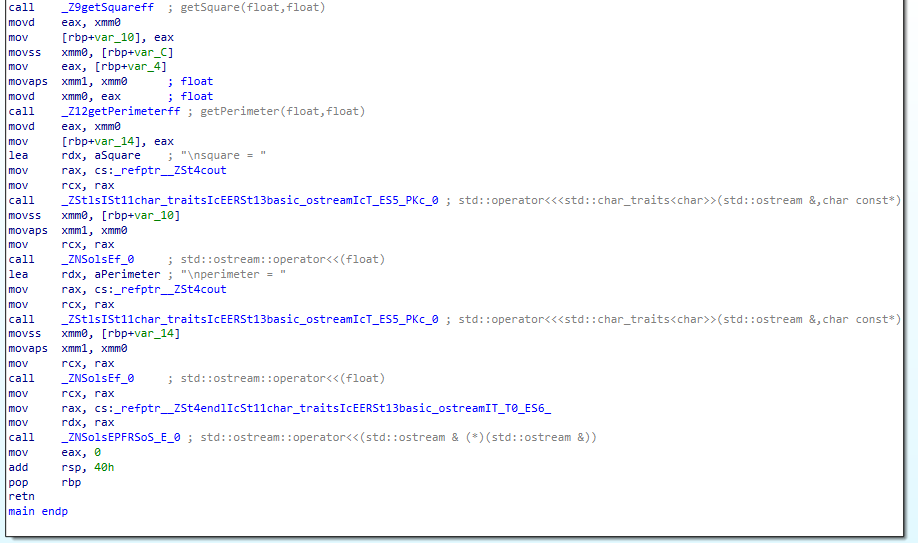 call _Z9getSquareff ; getSquare(float,float)
movd eax, xmm0
mov [rbp+var_10], eax
movss xmm0, [rbp+var_C]
mov eax, [rbp+var_4]
movaps xmm1, xmm0 ; float
movd xmm0, eax ; float
call _Z12getPerimeterff ; getPerimeter(float,float)
movd eax, xmm0
mov [rbp+var_14], eax
lea rdx, aSquare ; "\nsquare = "
mov rax, cs:_refptr__ZSt4cout
mov rcx, rax
call _ZStlsISt11char_traitsIcEERSt13basic_ostreamIcT_ES5_PKc_0 ; std::operator<<<std::char_traits<char>>(std::ostream &,char const*)
movss xmm0, [rbp+var_10]
movaps xmm1, xmm0
mov rcx, rax
call _ZNSolsEf_0 ; std::ostream::operator<<(float)
lea rdx, aPerimeter ; "\nperimeter = "
mov rax, cs:_refptr__ZSt4cout
mov rcx, rax
call _ZStlsISt11char_traitsIcEERSt13basic_ostreamIcT_ES5_PKc_0 ; std::operator<<<std::char_traits<char>>(std::ostream &,char const*)
movss xmm0, [rbp+var_14]
movaps xmm1, xmm0
mov rcx, rax
call _ZNSolsEf_0 ; std::ostream::operator<<(float)
mov rcx, rax
mov rax, cs:_refptr__ZSt4endlIcSt11char_traitsIcEERSt13basic_ostreamIT_T0_ES6_
mov rdx, rax
call _ZNSolsEPFRSoS_E_0 ; std::ostream::operator<<(std::ostream & (*)(std::ostream &))
mov eax, 0
add rsp, 40h
pop rbp
retn
main endp